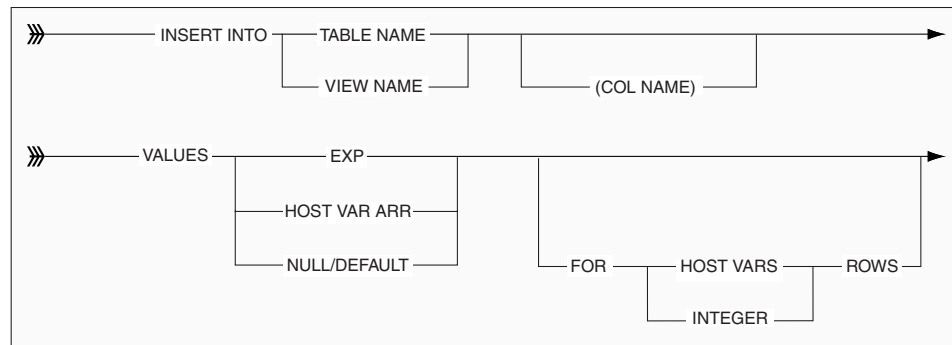 INSERT INTO TABLE NAME
VIEW NAME (COL NAME)
VALUES EXP
HOST VAR ARR
NULL/DEFAULT FOR HOST VARS ROWS
INTEGER